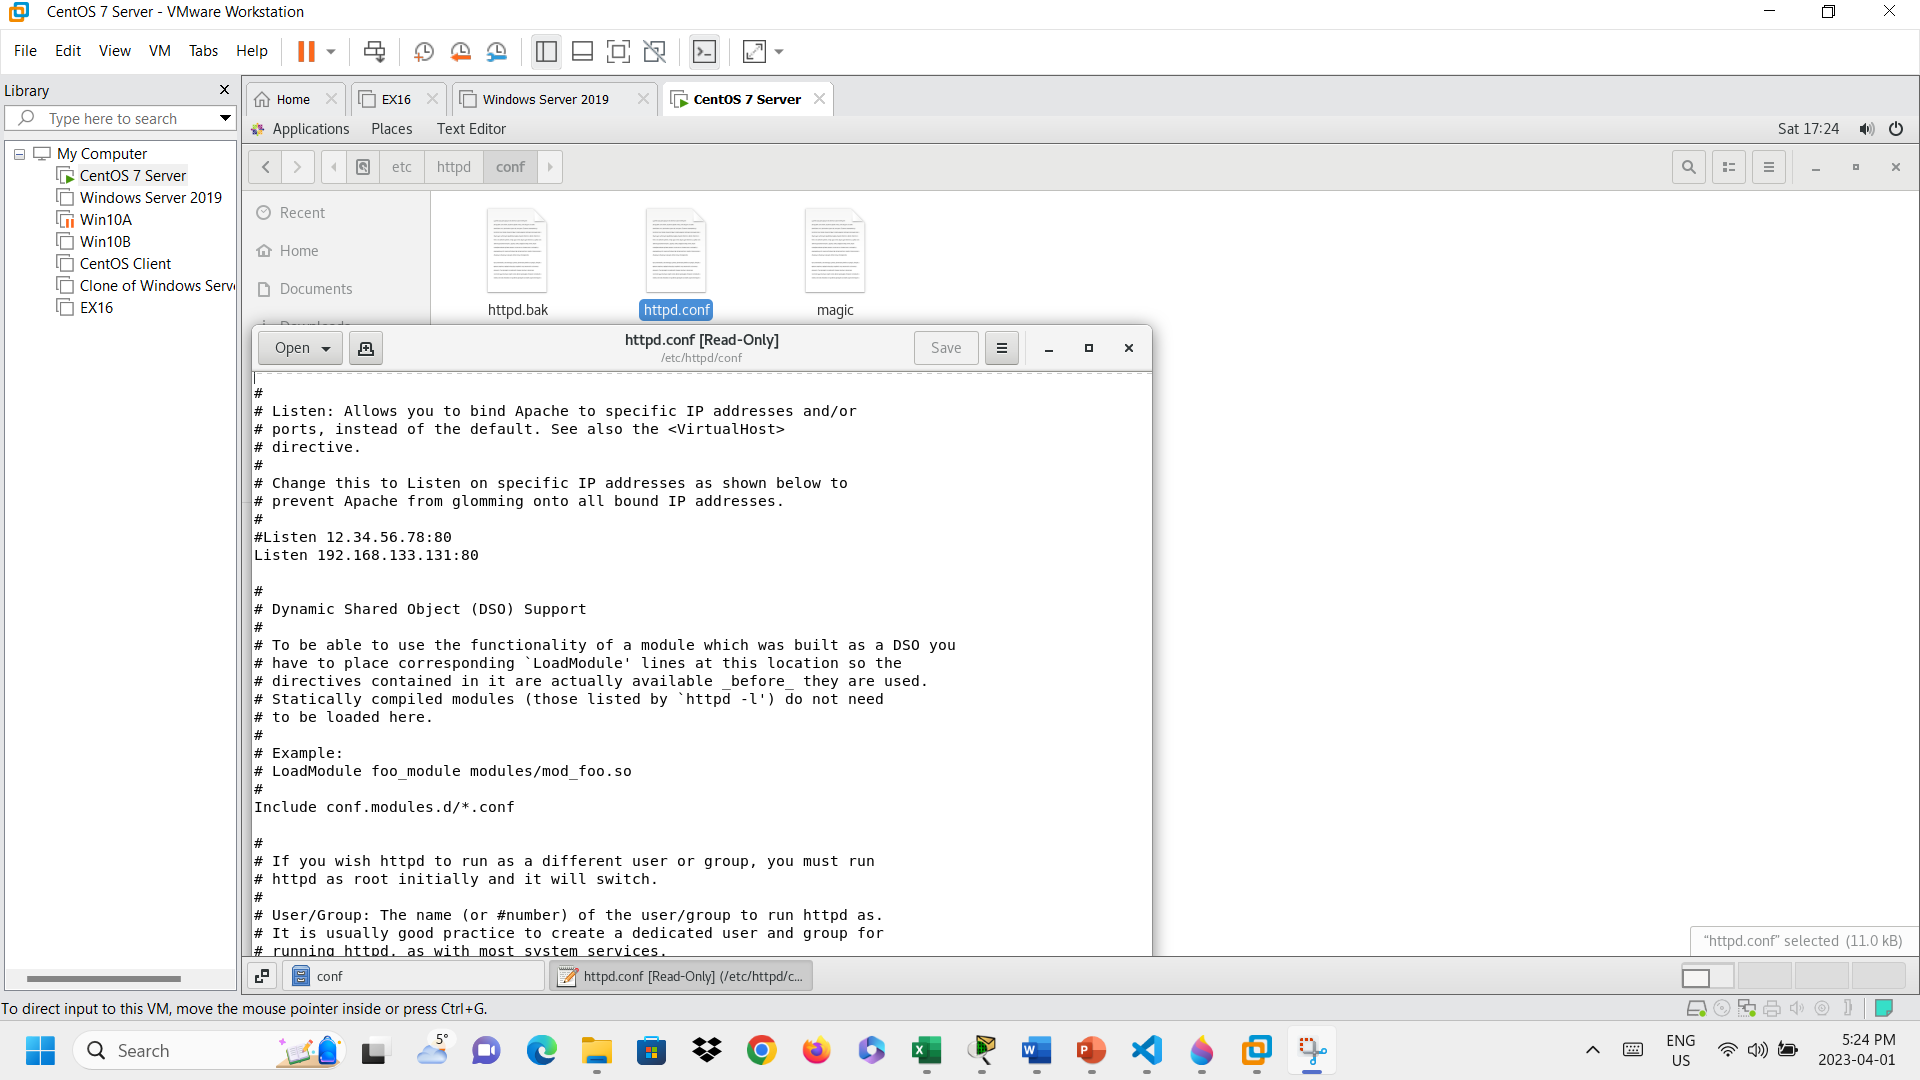 CentOS 7 Server - VMware Workstation
File Edit View VM Tabs Help
Library
Type here to search
My Computer
CentOS 7 Server
Windows Server 2019
Win10A
Win10B
CentOS Client
Clone of Windows Serv
EX16
Home EX16 Windows Server 2019 CentOS 7 Server
Applications Places Text Editor Sat 17:24
etc httpd conf
Recent
Home
Documents
httpd.bak httpd.conf magic
Open httpd.conf [Read-Only] Save
/etc/httpd/conf
#
# Listen: Allows you to bind Apache to specific IP addresses and/or
# ports, instead of the default. See also the <VirtualHost>
# directive.
#
# Change this to Listen on specific IP addresses as shown below to
# prevent Apache from glomming onto all bound IP addresses.
#
#Listen 12.34.56.78:80
Listen 192.168.133.131:80
#
# Dynamic Shared Object (DSO) Support
#
# To be able to use the functionality of a module which was built as a DSO you
# have to place corresponding `LoadModule' lines at this location so the
# directives contained in it are actually available _before_ they are used.
# Statically compiled modules (those listed by `httpd -l') do not need
# to be loaded here.
#
# Example:
# LoadModule foo_module modules/mod_foo.so
#
Include conf.modules.d/*.conf
#
# If you wish httpd to run as a different user or group, you must run
# httpd as root initially and it will switch.
#
# User/Group: The name (or #number) of the user/group to run httpd as.
# It is usually good practice to create a dedicated user and group for
# running httpd, as with most system services.
"httpd.conf" selected (11.0 kB)
conf httpd.conf [Read-Only] (/etc/httpd/c...
To direct input to this VM, move the mouse pointer inside or press Ctrl+G.
Search 5° ENG US 5:24 PM 2023-04-01